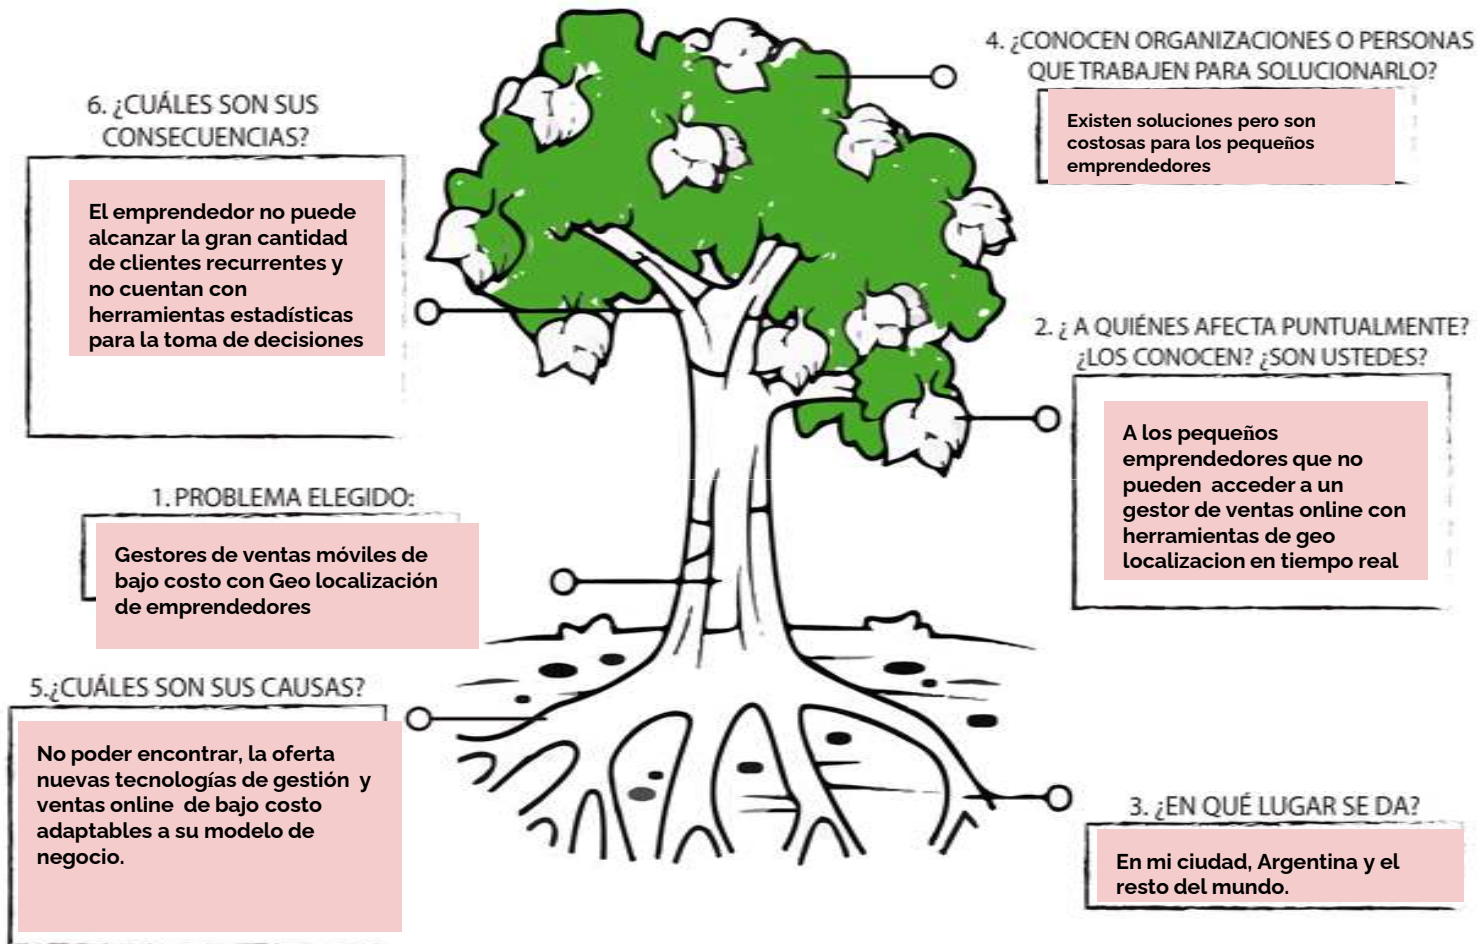 4. ¿CONOCEN ORGANIZACIONES O PERSONAS
QUE TRABAJEN PARA SOLUCIONARLO?
Existen soluciones pero son
costosas para los pequeños
emprendedores
6. ¿CUÁLES SON SUS
CONSECUENCIAS?
El emprendedor no puede
alcanzar la gran cantidad
de clientes recurrentes y
no cuentan con
herramientas estadísticas
para la toma de decisiones
2. ¿ A QUIÉNES AFECTA PUNTUALMENTE?
¿LOS CONOCEN? ¿SON USTEDES?
A los pequeños
emprendedores que no
pueden  acceder a un
gestor de ventas online con
herramientas de geo
localizacion en tiempo real
1. PROBLEMA ELEGIDO:
Gestores de ventas móviles de
bajo costo con Geo localización
de emprendedores
5.¿CUÁLES SON SUS CAUSAS?
No poder encontrar, la oferta
nuevas tecnologías de gestión  y
ventas online  de bajo costo
adaptables a su modelo de
negocio.
3. ¿EN QUÉ LUGAR SE DA?
En mi ciudad, Argentina y el
resto del mundo.